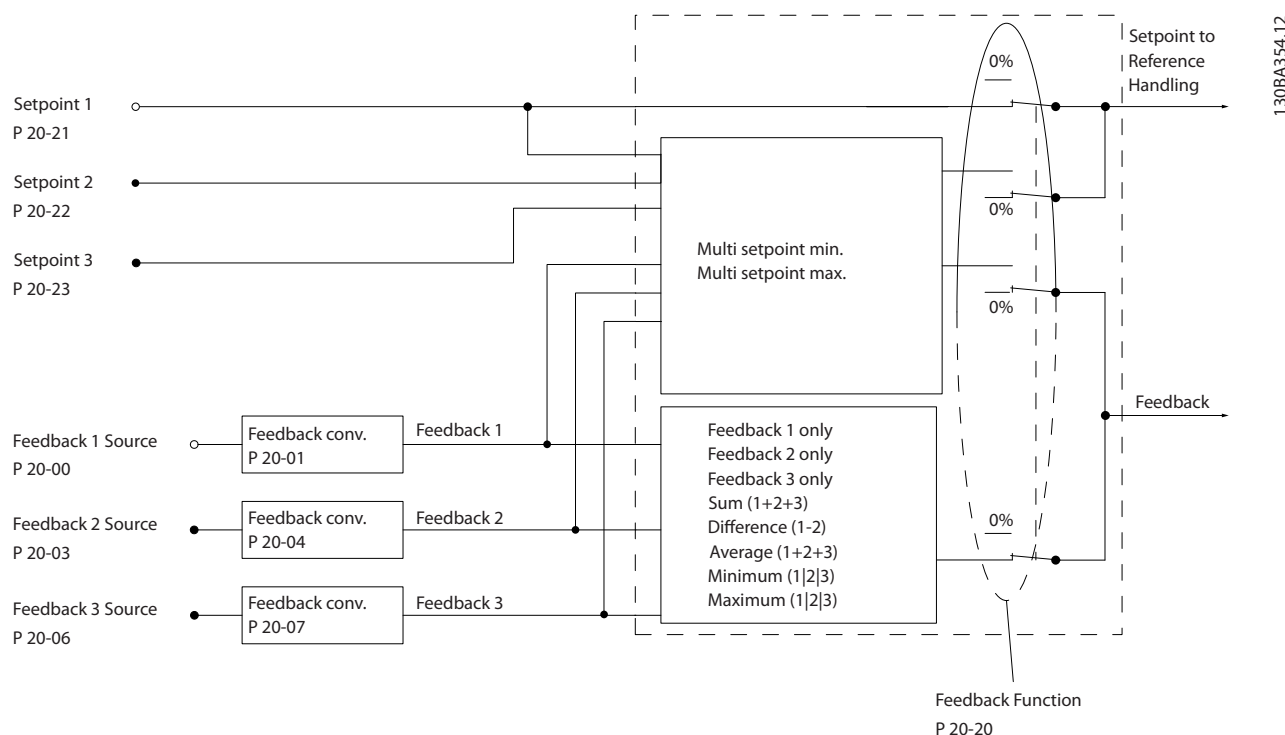 130BA354.12
0%
Setpoint to
Reference
Handling
Setpoint 1
P 20-21
Setpoint 2
P 20-22
0%
Setpoint 3
P 20-23
Multi setpoint min.
Multi setpoint max.
0%
Feedback
Feedback 1 Source
P 20-00
Feedback conv.
P 20-01
Feedback 1
Feedback 2 Source
P 20-03
Feedback conv.
P 20-04
Feedback 2
Feedback 3 Source
P 20-06
Feedback conv.
P 20-07
Feedback 3
Feedback 1 only
Feedback 2 only
Feedback 3 only
Sum (1+2+3)
Difference (1-2)
Average (1+2+3)
Minimum (1|2|3)
Maximum (1|2|3)
0%
Feedback Function
P 20-20